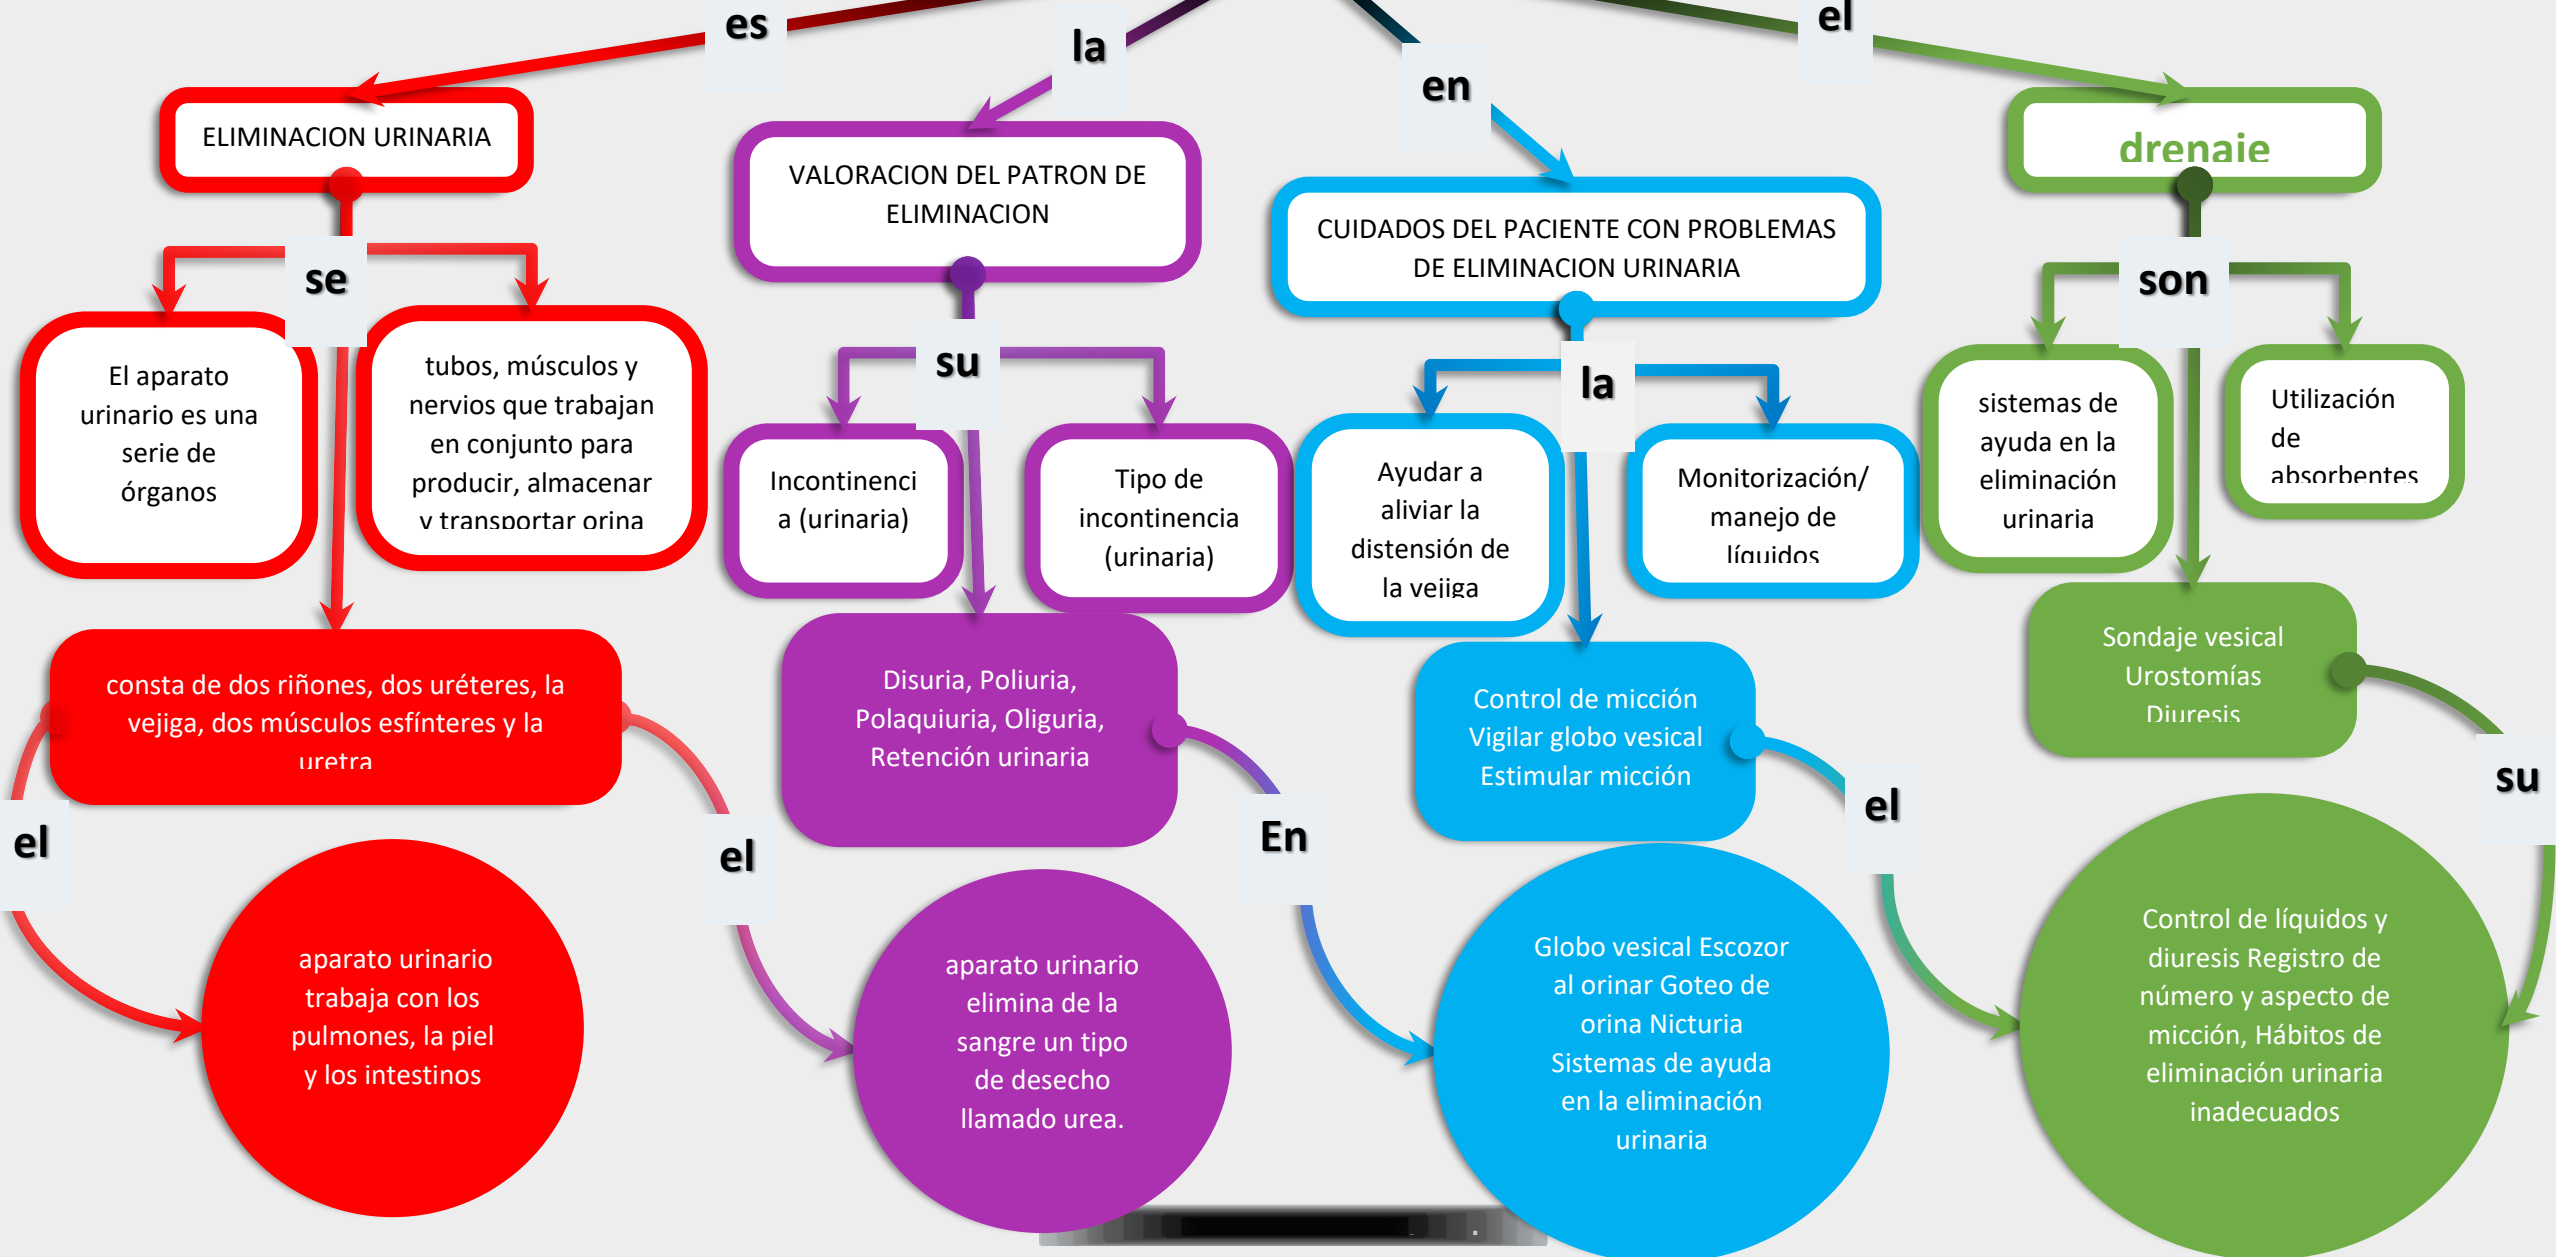 es
la
en
el
ELIMINACION URINARIA
VALORACION DEL PATRON DE
ELIMINACION
CUIDADOS DEL PACIENTE CON PROBLEMAS
DE ELIMINACION URINARIA
drenaje
se
su
la
son
El aparato
urinario es una
serie de
órganos
tubos, músculos y
nervios que trabajan
en conjunto para
producir, almacenar
y transportar orina
Incontinenci
a (urinaria)
Tipo de
incontinencia
(urinaria)
Ayudar a
aliviar la
distensión de
la vejiga
Monitorización/
manejo de
líquidos
sistemas de
ayuda en la
eliminación
urinaria
Utilización
de
absorbentes
consta de dos riñones, dos uréteres, la
vejiga, dos músculos esfínteres y la
uretra
Disuria, Poliuria,
Polaquiuria, Oliguria,
Retención urinaria
Control de micción
Vigilar globo vesical
Estimular micción
Sondaje vesical
Urostomías
Diuresis
el
el
En
el
su
aparato urinario
trabaja con los
pulmones, la piel
y los intestinos
aparato urinario
elimina de la
sangre un tipo
de desecho
llamado urea.
Globo vesical Escozor
al orinar Goteo de
orina Nicturia
Sistemas de ayuda
en la eliminación
urinaria
Control de líquidos y
diuresis Registro de
número y aspecto de
micción, Hábitos de
eliminación urinaria
inadecuados